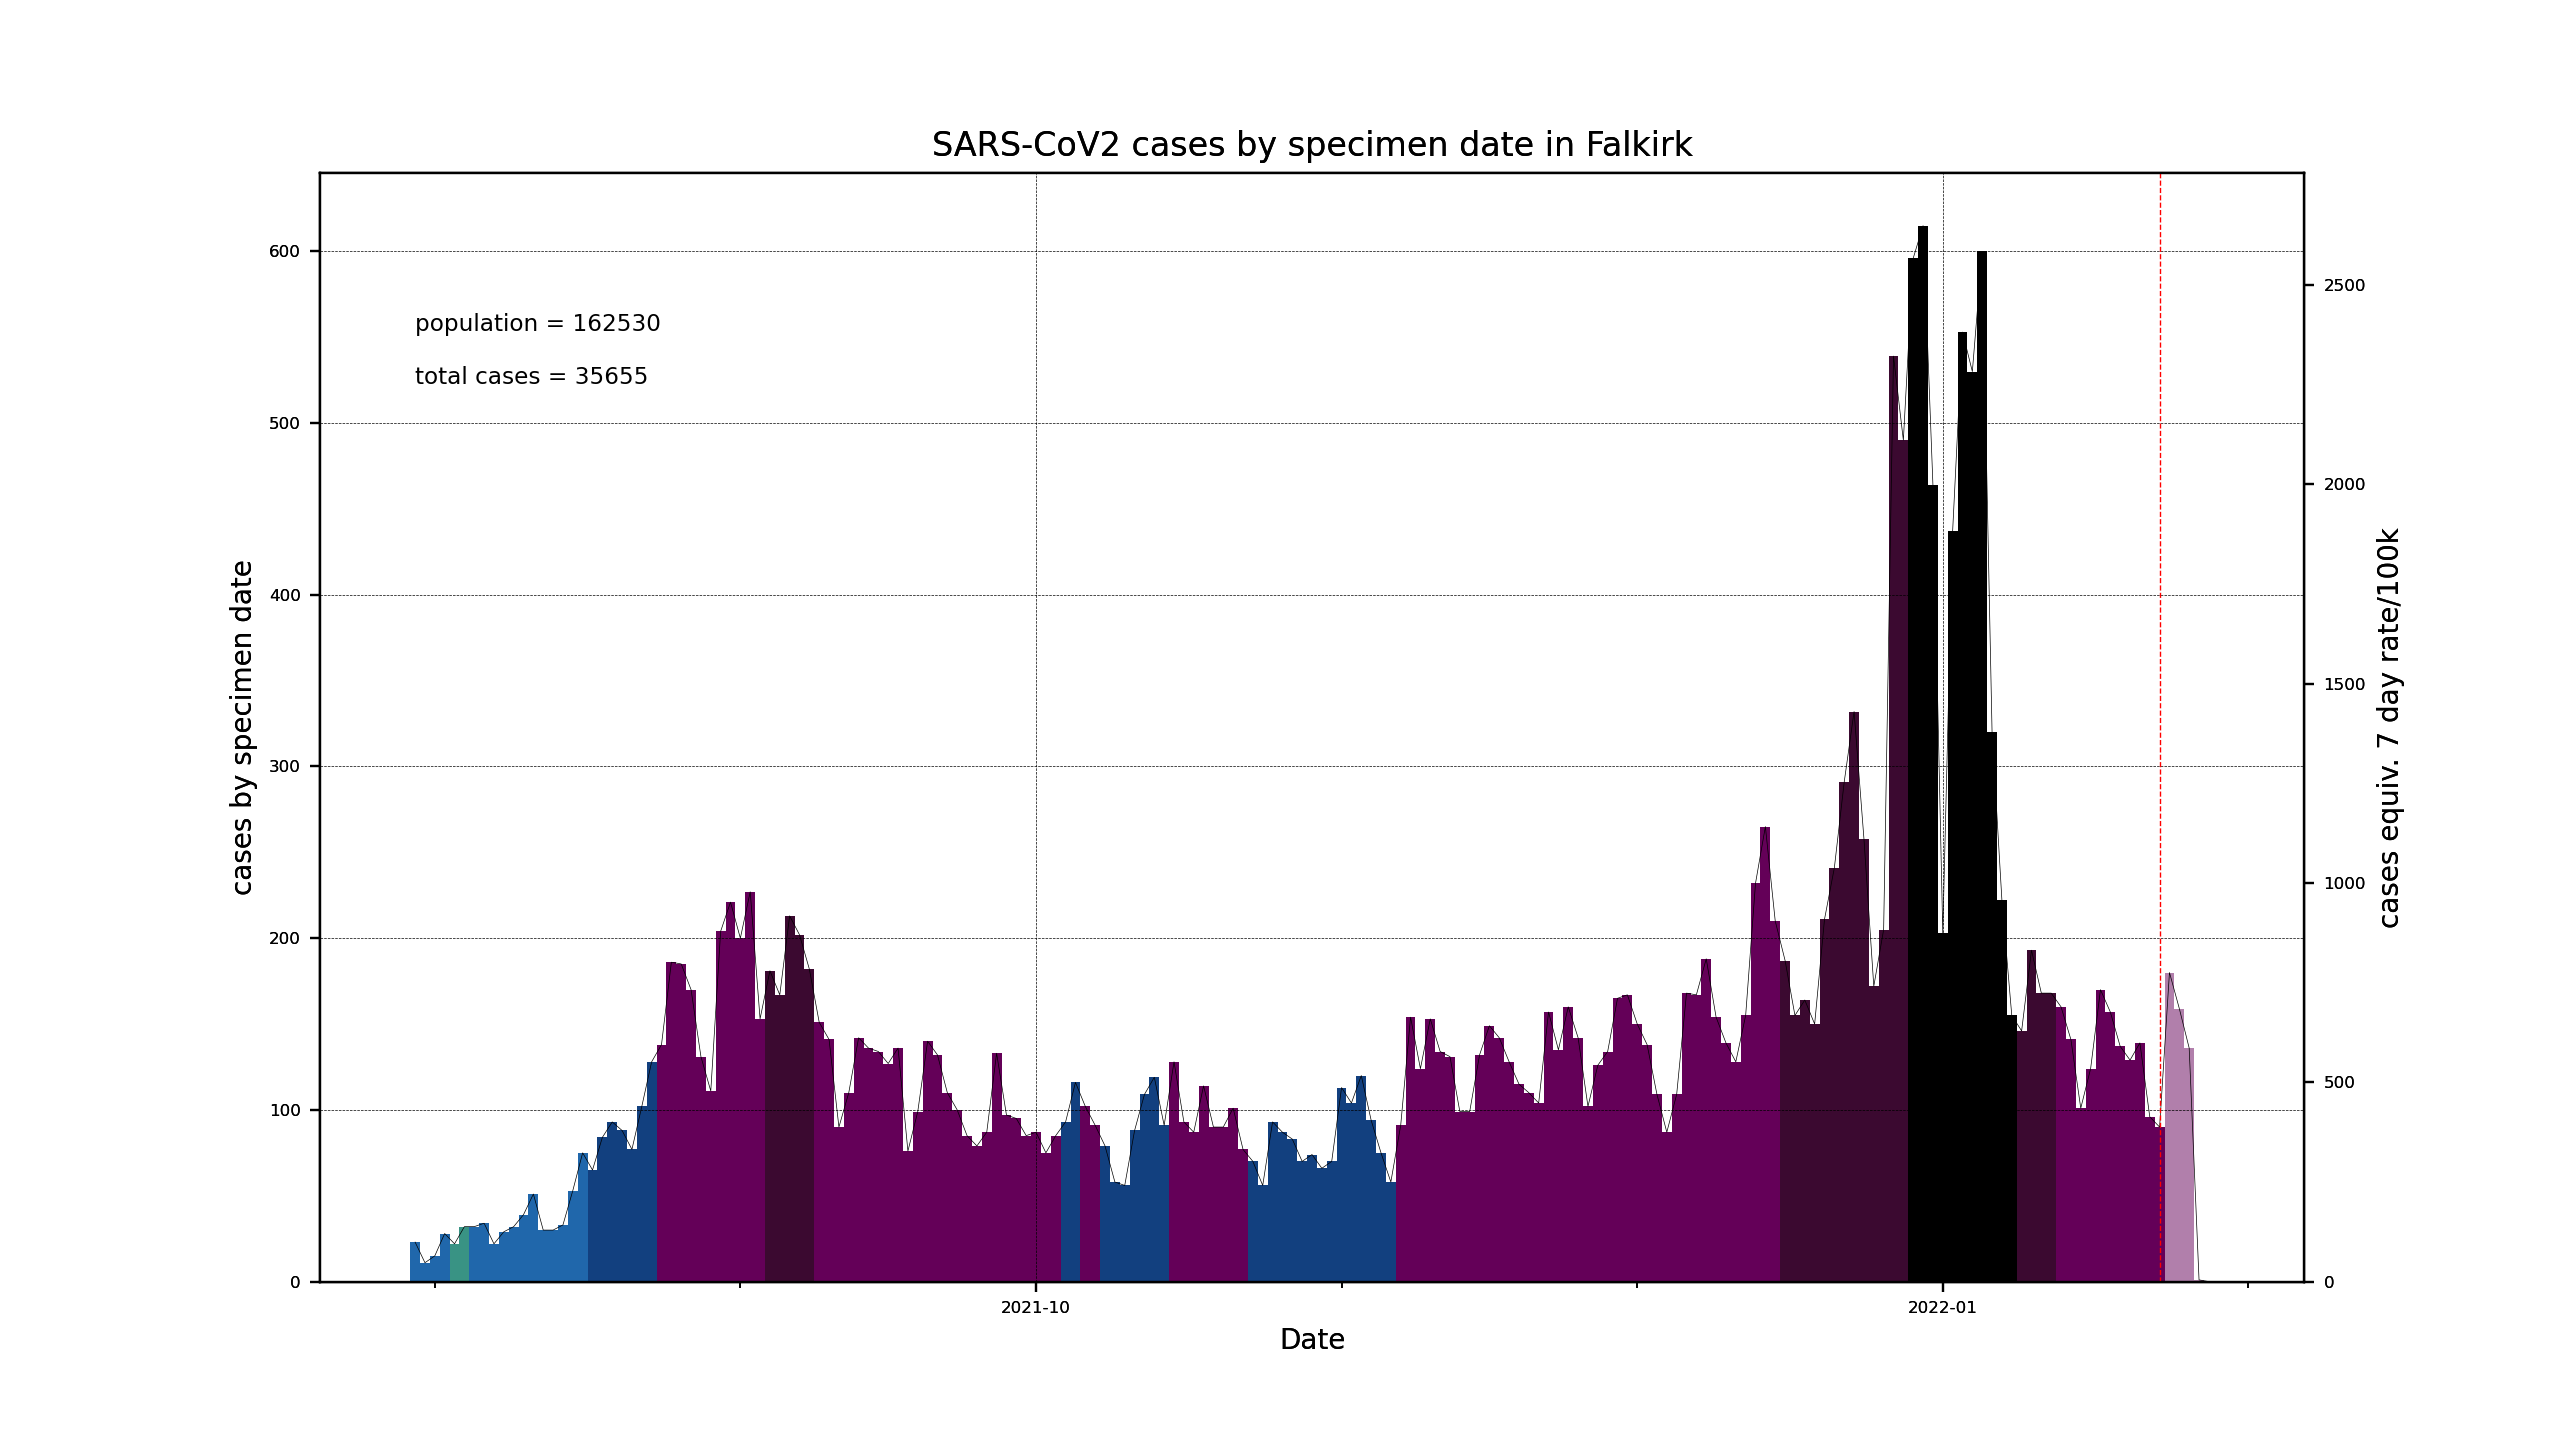 SARS-CoV2 cases by specimen date in Falkirk
population = 162530
total cases = 35655
cases by specimen date
600
500
400
300
200
100
0
2500
2000
1500
1000
500
0
cases equiv. 7 day rate/100k
2021-10
2022-01
Date